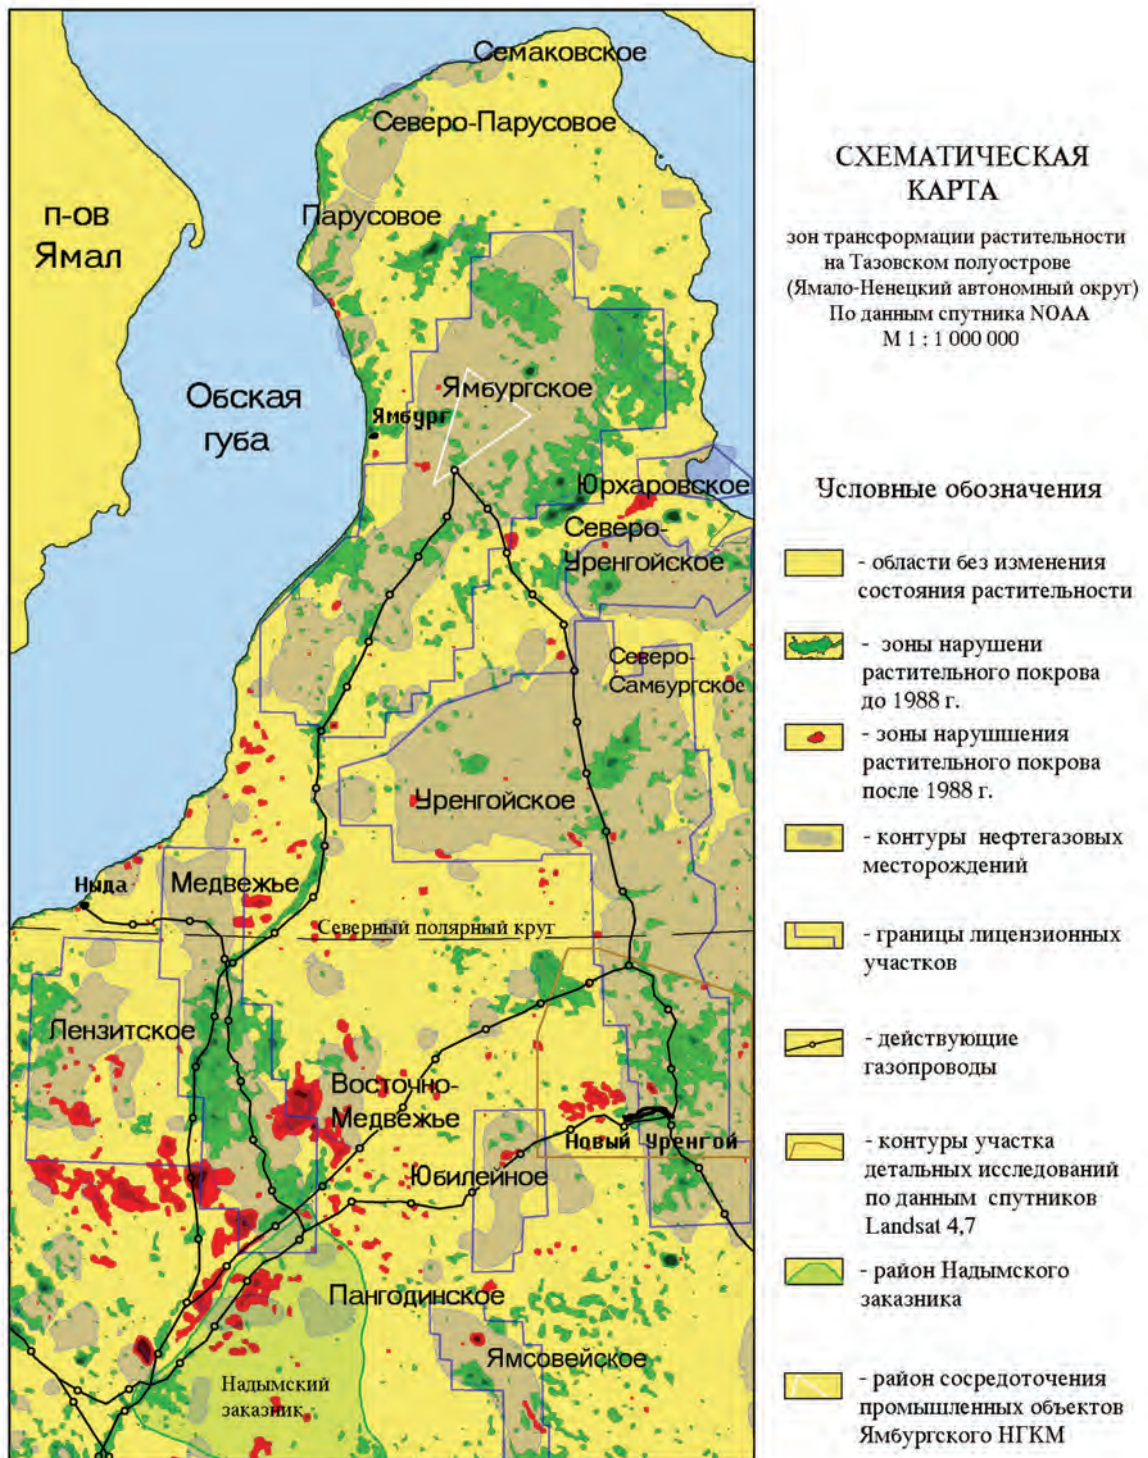 Семаковское
Северо-Парусовое
Парусовое
п-ов
Ямал
Обская
губа
Ямбургское
Ямбург
Юрхаровское
Северо-
Уренгойское
Северо-
Самбургское
Уренгойское
Ныда
Медвежье
Северный полярный круг
Лензитское
Восточно-
Медвежье
Новый Уренгой
Юбилейное
Пангодинское
Ямсовейское
Надымский
заказник
СХЕМАТИЧЕСКАЯ
КАРТА
зон трансформации растительности
на Тазовском полуострове
(Ямало-Ненецкий автономный округ)
По данным спутника NOAA
М 1 : 1 000 000
Условные обозначения
- области без изменения
состояния растительности
- зоны нарушени
растительного покрова
до 1988 г.
- зоны нарушшения
растительного покрова
после 1988 г.
- контуры нефтегазовых
месторождений
- границы лицензионных
участков
- действующие
газопроводы
- контуры участка
детальных исследований
по данным спутников
Landsat 4,7
- район Надымского
заказника
- район сосредоточения
промышленных объектов
Ямбургского НГКМ